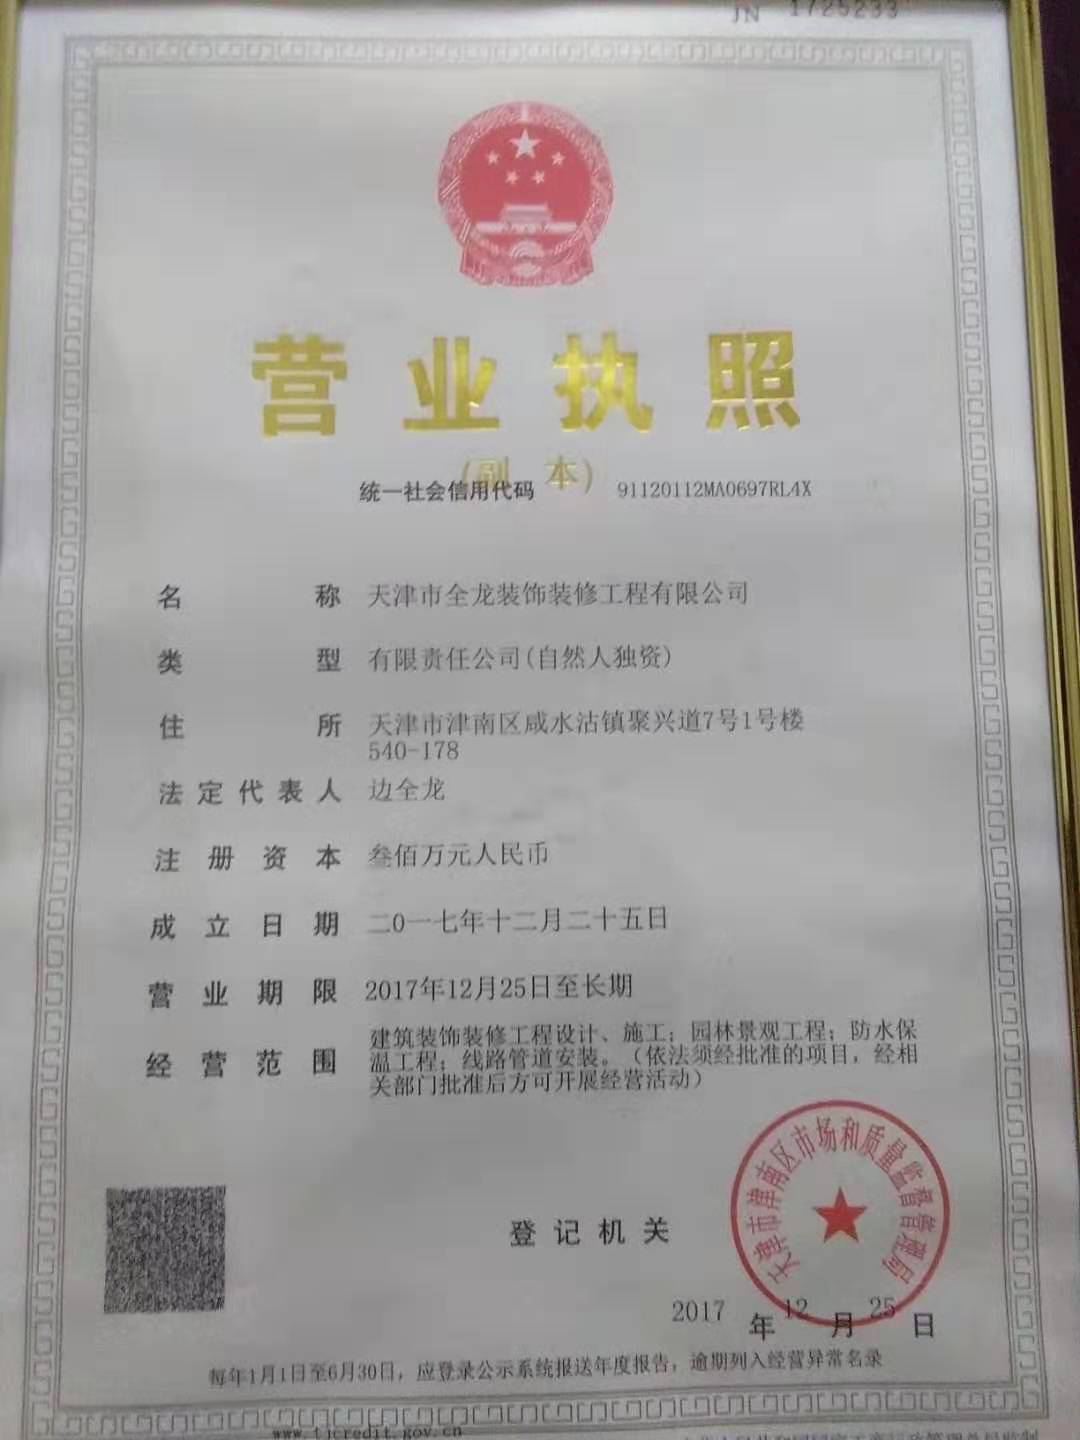 JN 1725233
营业执照
(副本)
统一社会信用代码 91120112MA0697RL4X
名称 天津市全龙装饰装修工程有限公司
类型 有限责任公司(自然人独资)
住所 天津市津南区咸水沽镇聚兴道7号1号楼
540-178
法定代表人 边全龙
注册资本 叁佰万元人民币
成立日期 二0一七年十二月二十五日
营业期限 2017年12月25日至长期
经营范围 建筑装饰装修工程设计、施工；园林景观工程；防水保
温工程；线路管道安装。（依法须经批准的项目，经相
关部门批准后方可开展经营活动）
天津市津南区市场和质量监督管理局
登记机关
2017年12月25日
每年1月1日至6月30日，应登录公示系统报送年度报告，逾期列入经营异常名录
www.tjcredit.gov.cn